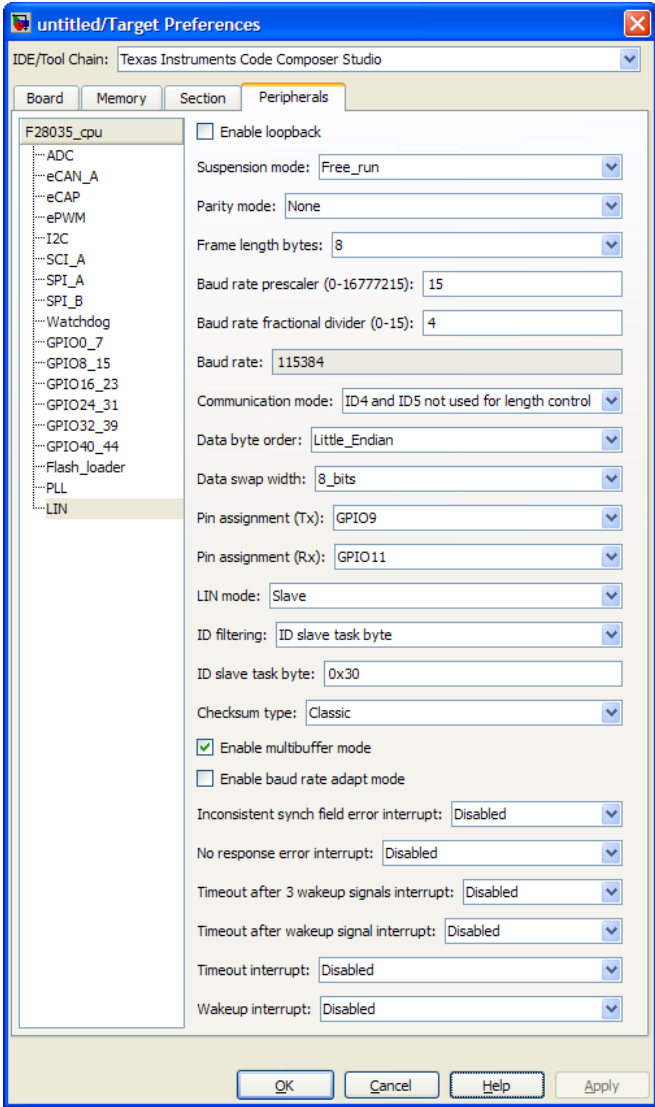 untitled/Target Preferences
IDE/Tool Chain: Texas Instruments Code Composer Studio
Board Memory Section Peripherals
F28035_cpu
ADC
eCAN_A
eCAP
ePWM
I2C
SCI_A
SPI_A
SPI_B
Watchdog
GPIO0_7
GPIO8_15
GPIO16_23
GPIO24_31
GPIO32_39
GPIO40_44
Flash_loader
PLL
LIN
Enable loopback
Suspension mode: Free_run
Parity mode: None
Frame length bytes: 8
Baud rate prescaler (0-16777215): 15
Baud rate fractional divider (0-15): 4
Baud rate: 115384
Communication mode: ID4 and ID5 not used for length control
Data byte order: Little_Endian
Data swap width: 8_bits
Pin assignment (Tx): GPIO9
Pin assignment (Rx): GPIO11
LIN mode: Slave
ID filtering: ID slave task byte
ID slave task byte: 0x30
Checksum type: Classic
Enable multibuffer mode
Enable baud rate adapt mode
Inconsistent synch field error interrupt: Disabled
No response error interrupt: Disabled
Timeout after 3 wakeup signals interrupt: Disabled
Timeout after wakeup signal interrupt: Disabled
Timeout interrupt: Disabled
Wakeup interrupt: Disabled
OK Cancel Help Apply